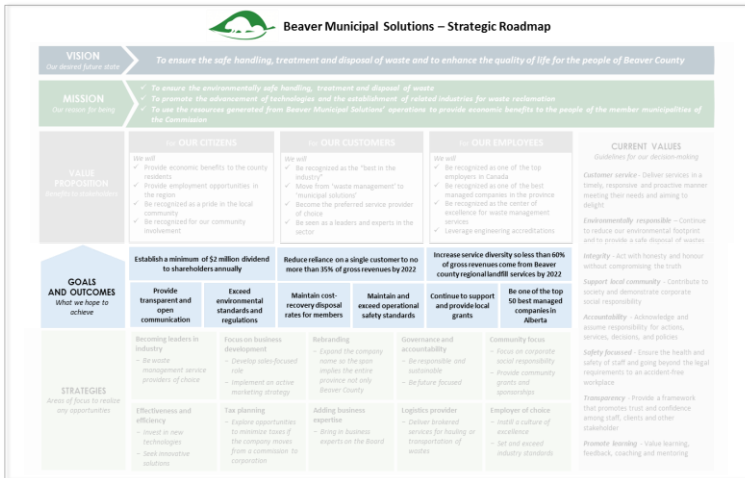 Beaver Municipal Solutions – Strategic Roadmap
VISION
Our desired future state
To ensure the safe handling, treatment and disposal of waste and to enhance the quality of life for the people of Beaver County
MISSION
Our reason for being
✓ To ensure the environmentally safe handling, treatment and disposal of waste
✓ To promote the advancement of technologies and the establishment of related industries for waste reclamation
✓ To use the resources generated from Beaver Municipal Solutions' operations to provide economic benefits to the people of the member municipalities of
the Commission
VALUE
PROPOSITION
Benefits to stakeholders
for OUR CITIZENS
We will
✓ Provide economic benefits to the county
residents
✓ Provide employment opportunities in
the region
✓ Be recognized as a pride in the local
community
✓ Be recognized for our community
involvement
for OUR CUSTOMERS
We will
✓ Be recognized as the "best in the
industry"
✓ Move from 'waste management' to
'municipal solutions'
✓ Become the preferred service provider
of choice
✓ Be seen as a leaders and experts in the
sector
for OUR EMPLOYEES
We will
✓ Be recognized as one of the top
employers in Canada
✓ Be recognized as one of the best
managed companies in the province
✓ Be recognized as the center of
excellence for waste management
services
✓ Leverage engineering accreditations
CURRENT VALUES
Guidelines for our decision-making
Customer service - Deliver services in a
timely, responsive and proactive manner
meeting their needs and aiming to
delight
Environmentally responsible – Continue
to reduce our environmental footprint
and to provide a safe disposal of wastes
Integrity - Act with honesty and honour
without compromising the truth
Support local community - Contribute to
society and demonstrate corporate
social responsibility
Accountability - Acknowledge and
assume responsibility for actions,
services, decisions, and policies
Safety focussed - Ensure the health and
safety of staff and going beyond the legal
requirements to an accident-free
workplace
Transparency - Provide a framework
that promotes trust and confidence
among staff, clients and other
stakeholder
Promote learning - Value learning,
feedback, coaching and mentoring
GOALS
AND OUTCOMES
What we hope to
achieve
Establish a minimum of $2 million dividend
to shareholders annually
Reduce reliance on a single customer to no
more than 35% of gross revenues by 2022
Increase service diversity so less than 60%
of gross revenues come from Beaver
county regional landfill services by 2022
Provide
transparent and
open
communication
Exceed
environmental
standards and
regulations
Maintain cost-
recovery disposal
rates for members
Maintain and
exceed operational
safety standards
Continue to support
and provide local
grants
Be one of the top
50 best managed
companies in
Alberta
STRATEGIES
Areas of focus to realize
any opportunities
Becoming leaders in
industry
– Be waste
management service
providers of choice
Focus on business
development
– Develop sales-focused
role
– Implement an active
marketing strategy
Rebranding
– Expand the company
name so the span
implies the entire
province not only
Beaver County
Governance and
accountability
– Be responsible and
sustainable
– Be future focused
Community focus
– Focus on corporate
social responsibility
– Provide community
grants and
sponsorships
Effectiveness and
efficiency
– Invest in new
technologies
– Seek innovative
solutions
Tax planning
– Explore opportunities
to minimize taxes if
the company moves
from a commission to
corporation
Adding business
expertise
– Bring in business
experts on the Board
Logistics provider
– Deliver brokered
services for hauling or
transportation of
wastes
Employer of choice
– Instill a culture of
excellence
– Set and exceed
industry standards